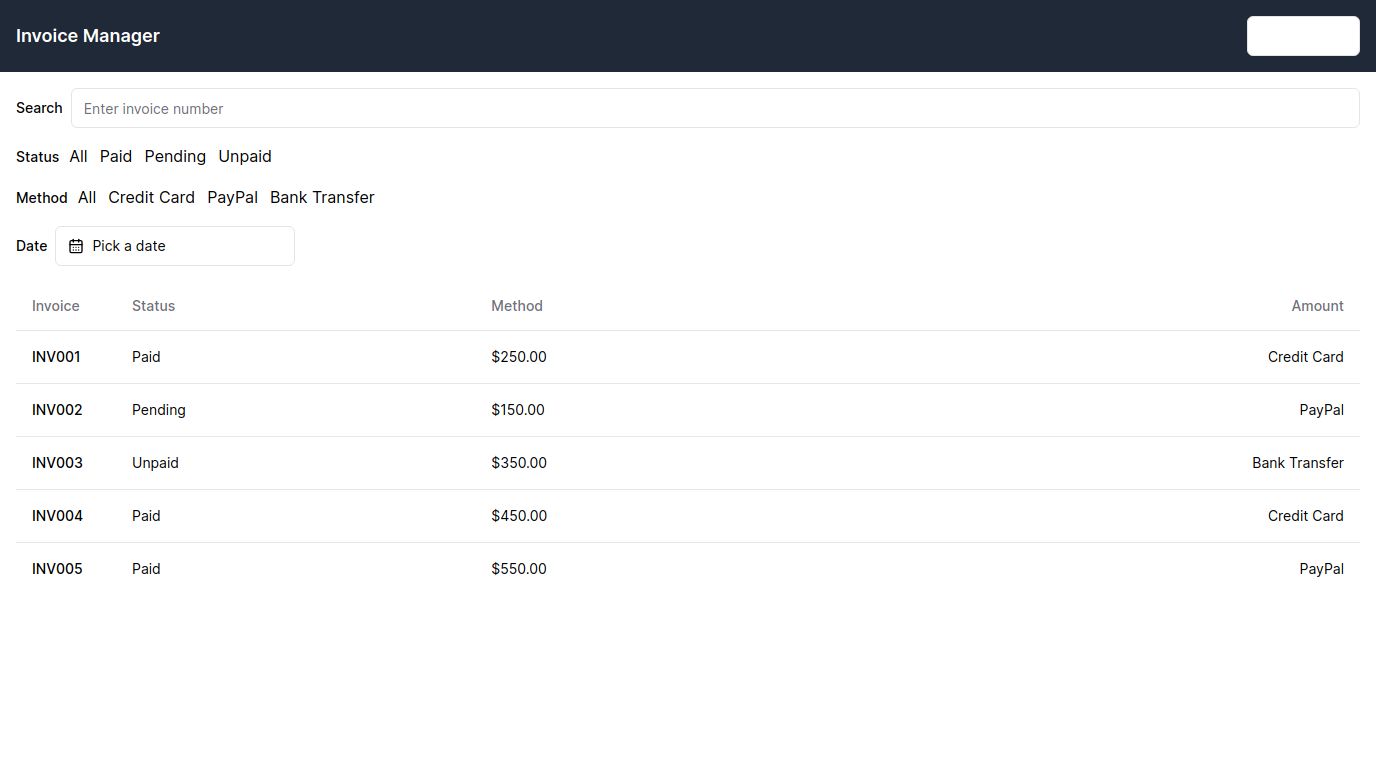 Invoice Manager
Search Enter invoice number
Status All Paid Pending Unpaid
Method All Credit Card PayPal Bank Transfer
Date Pick a date
Invoice Status Method Amount
INV001 Paid $250.00 Credit Card
INV002 Pending $150.00 PayPal
INV003 Unpaid $350.00 Bank Transfer
INV004 Paid $450.00 Credit Card
INV005 Paid $550.00 PayPal